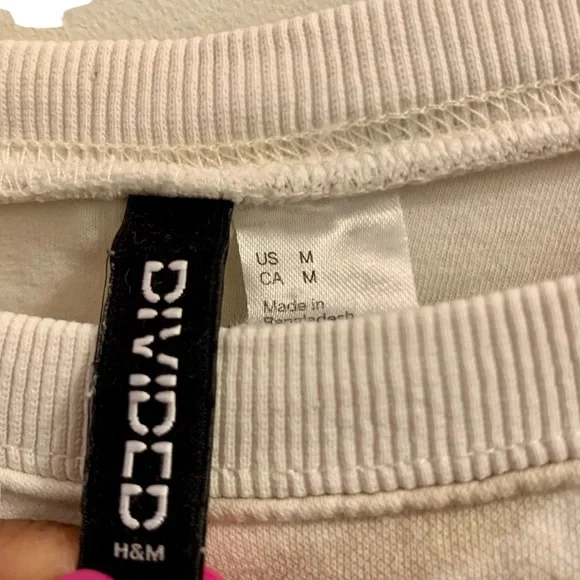 DIVIDED
H&M
US M
CA M
Made in
Bangladesh